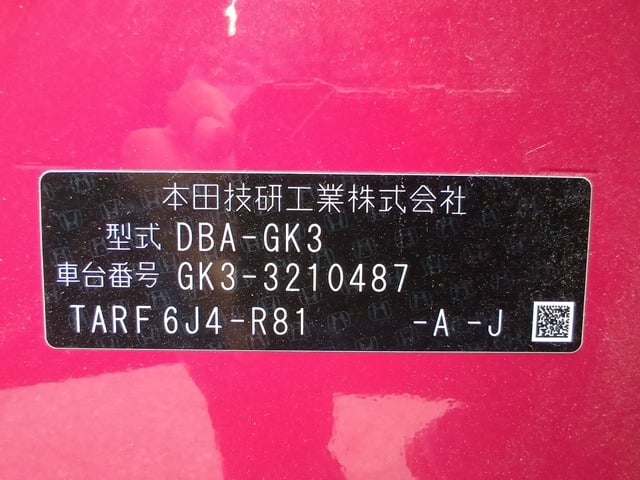 本田技研工業株式会社
型式 DBA-GK3
車台番号 GK3-3210487
TARF6J4-R81 -A -J